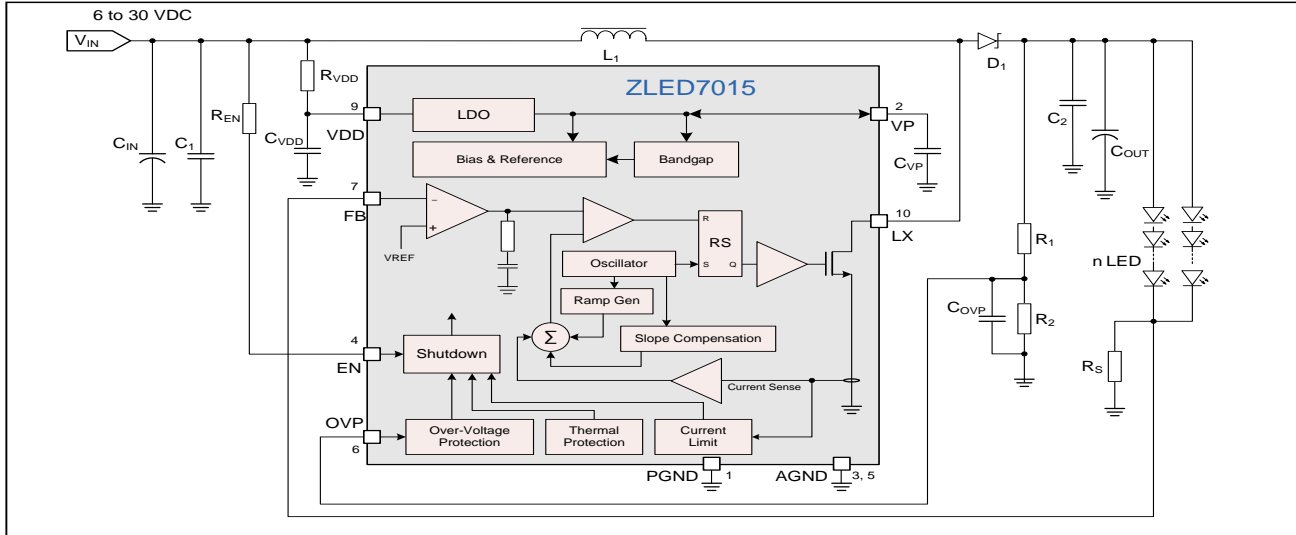 6 to 30 VDC
VIN
L1
D1
RVDD
ZLED7015
REN
9
VDD
LDO
2
VP
CIN
C1
CVDD
Bias & Reference
Bandgap
CVP
C2
COUT
7
FB
−
+
VREF
R
RS
S
Q
10
LX
Oscillator
Ramp Gen
Σ
Slope Compensation
R1
n LED
COVP
R2
4
EN
Shutdown
Current Sense
RS
OVP
6
Over-Voltage
Protection
Thermal
Protection
Current
Limit
PGND
1
AGND
3, 5